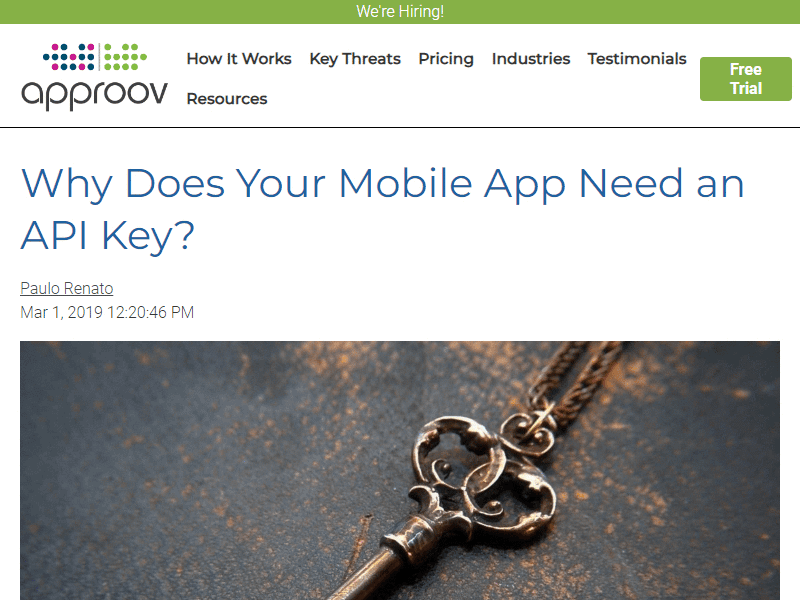 We're Hiring!
approov
How It Works Key Threats Pricing Industries Testimonials
Resources
Free
Trial
Why Does Your Mobile App Need an
API Key?
Paulo Renato
Mar 1, 2019 12:20:46 PM